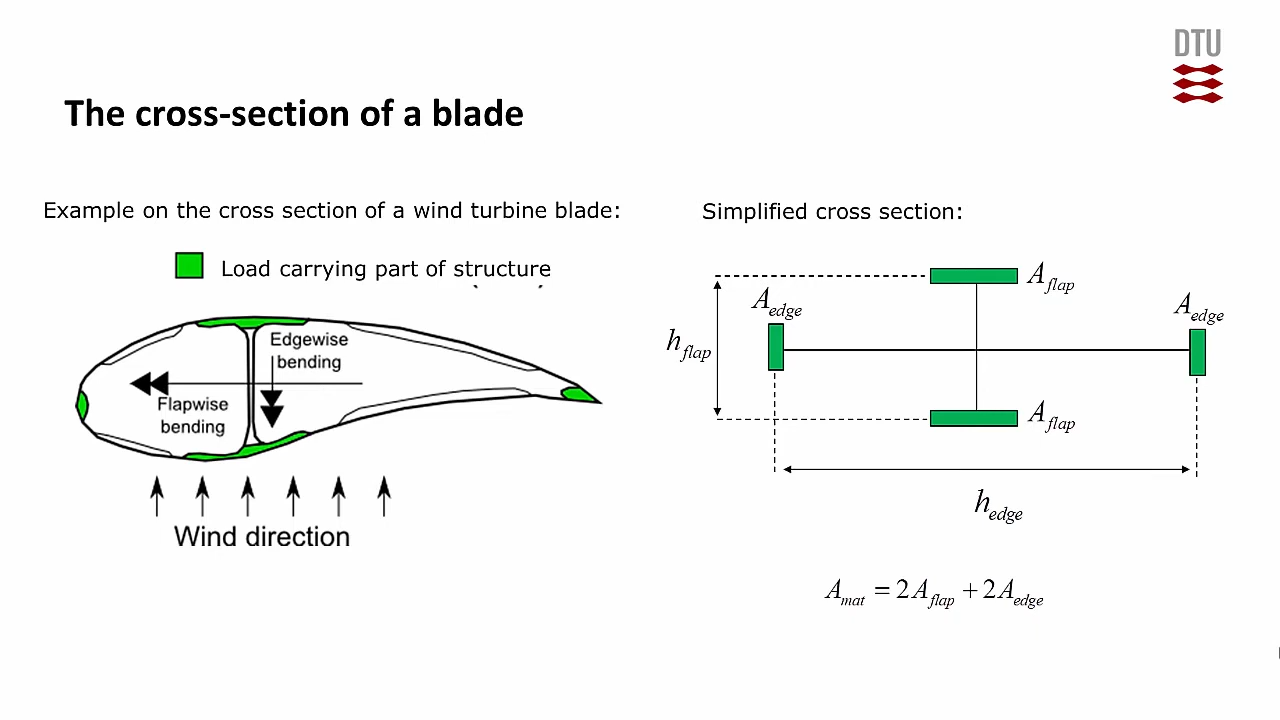 DTU
The cross-section of a blade
Example on the cross section of a wind turbine blade:
Load carrying part of structure
Edgewise
bending
Flapwise
bending
Wind direction
Simplified cross section:
A_flap
A_edge
A_edge
h_flap
A_flap
h_edge
A_mat = 2A_flap + 2A_edge